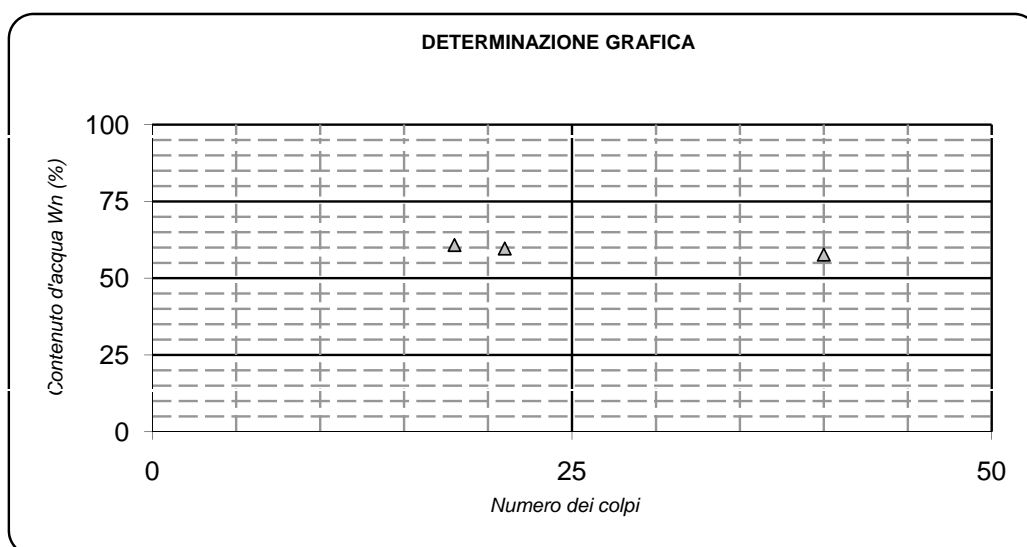 DETERMINAZIONE GRAFICA
Contenuto d'acqua Wn (%)
100
75
50
25
0
0 25 50
Numero dei colpi